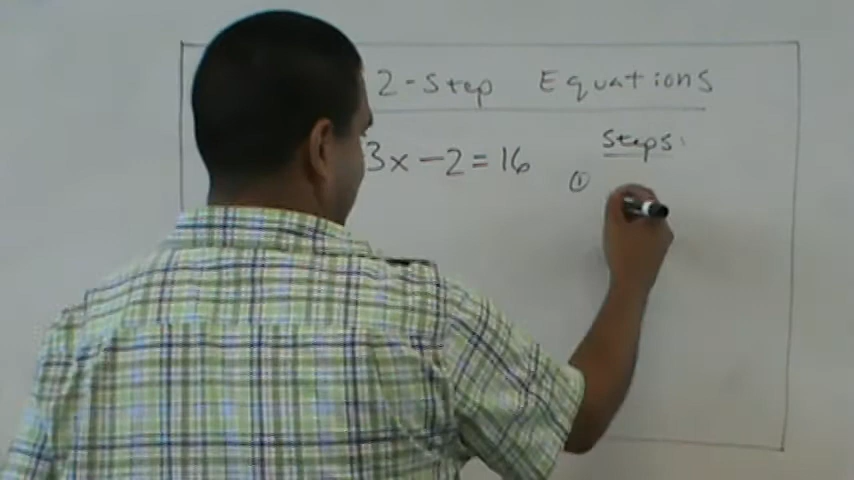 2-Step Equations
3x - 2 = 16
Steps:
①